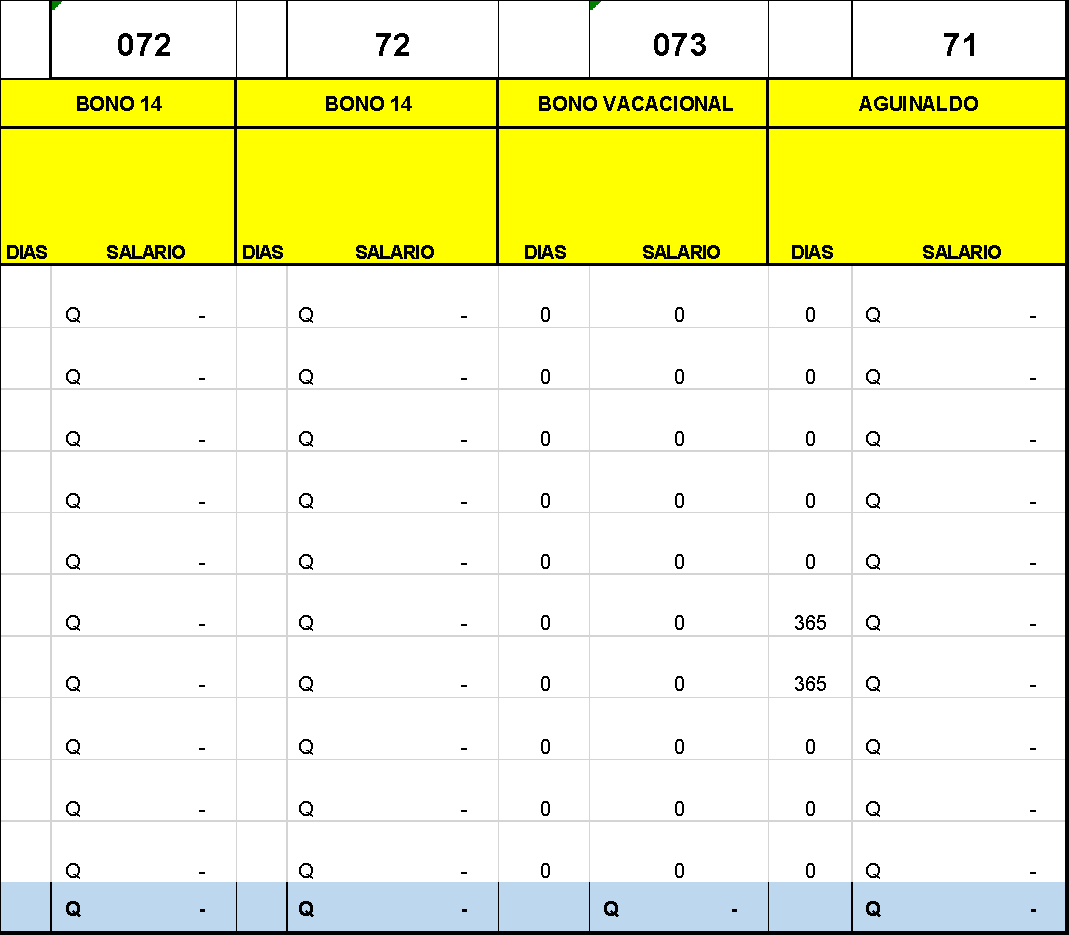 072 72 073 71
BONO 14 BONO 14 BONO VACACIONAL AGUINALDO
DIAS SALARIO DIAS SALARIO DIAS SALARIO DIAS SALARIO
Q - Q - 0 0 0 Q -
Q - Q - 0 0 0 Q -
Q - Q - 0 0 0 Q -
Q - Q - 0 0 0 Q -
Q - Q - 0 0 0 Q -
Q - Q - 0 0 365 Q -
Q - Q - 0 0 365 Q -
Q - Q - 0 0 0 Q -
Q - Q - 0 0 0 Q -
Q - Q - 0 0 0 Q -
Q - Q - Q - Q -